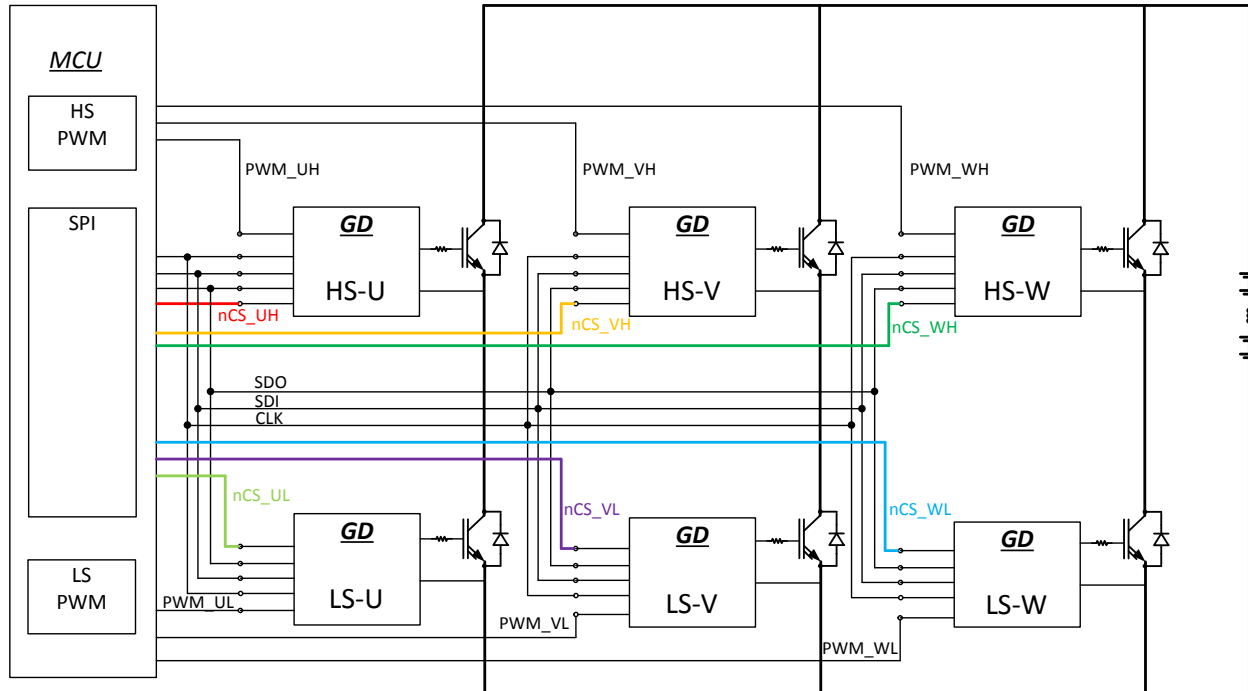 MCU
HS
PWM
PWM_UH
PWM_VH
PWM_WH
SPI
GD
HS-U
GD
HS-V
GD
HS-W
nCS_UH
nCS_VH
nCS_WH
SDO
SDI
CLK
nCS_UL
nCS_VL
nCS_WL
GD
LS-U
GD
LS-V
GD
LS-W
LS
PWM
PWM_UL
PWM_VL
PWM_WL